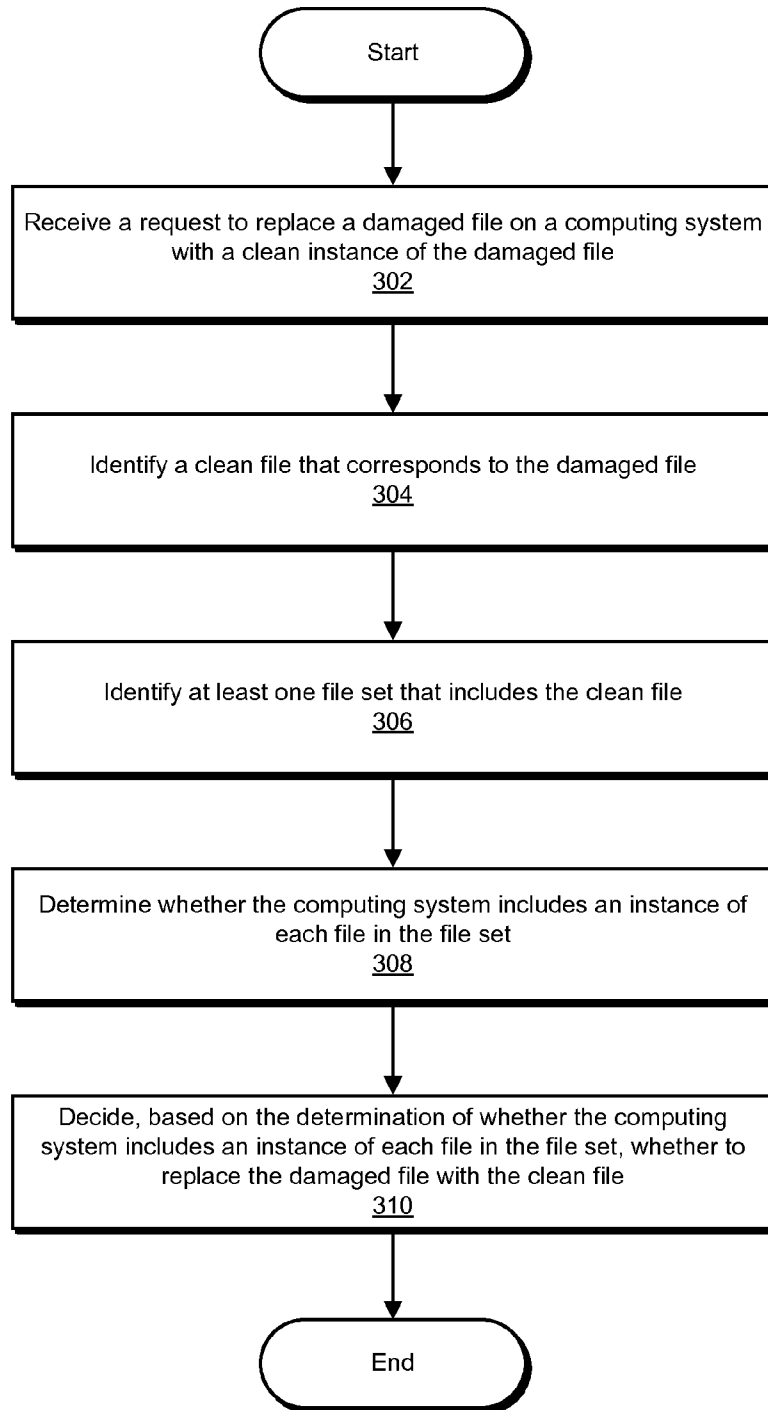 Start
Receive a request to replace a damaged file on a computing system
with a clean instance of the damaged file
302
Identify a clean file that corresponds to the damaged file
304
Identify at least one file set that includes the clean file
306
Determine whether the computing system includes an instance of
each file in the file set
308
Decide, based on the determination of whether the computing
system includes an instance of each file in the file set, whether to
replace the damaged file with the clean file
310
End